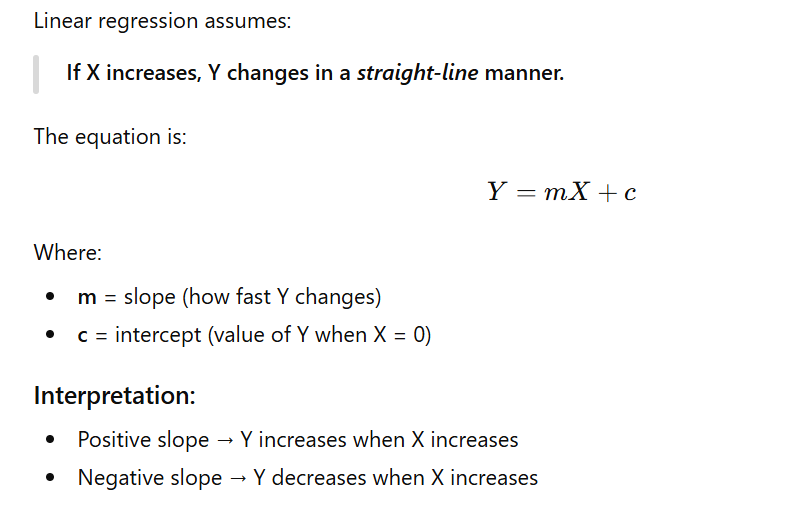 Linear regression assumes:
If X increases, Y changes in a straight-line manner.
The equation is:
Y = mX + c
Where:
• m = slope (how fast Y changes)
• c = intercept (value of Y when X = 0)
Interpretation:
• Positive slope → Y increases when X increases
• Negative slope → Y decreases when X increases